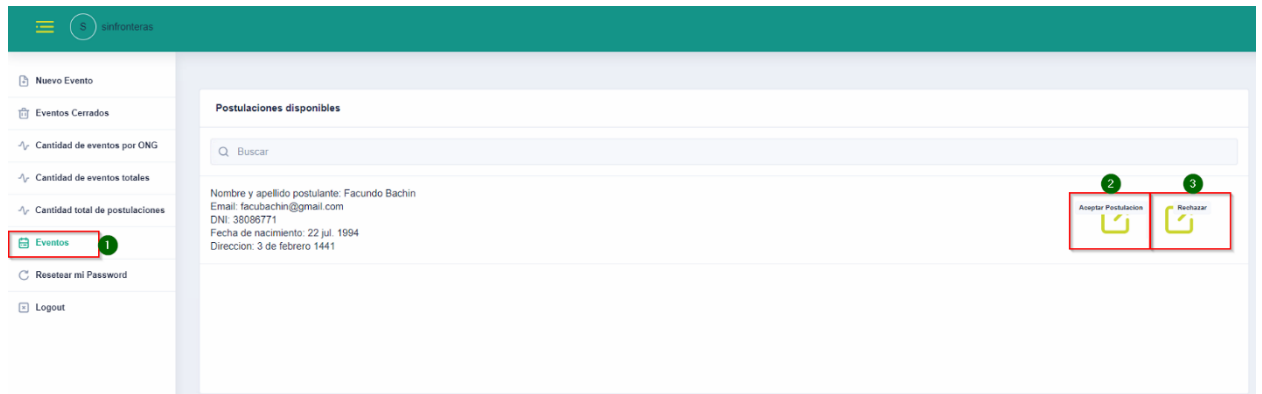 S sinfronteras
Nuevo Evento
Eventos Cerrados
Cantidad de eventos por ONG
Cantidad de eventos totales
Cantidad total de postulaciones
Eventos 1
Resetear mi Password
Logout
Postulaciones disponibles
Buscar
Nombre y apellido postulante: Facundo Bachin
Email: facubachin@gmail.com
DNI: 38086771
Fecha de nacimiento: 22 jul. 1994
Direccion: 3 de febrero 1441
2
Aceptar Postulacion
3
Rechazar